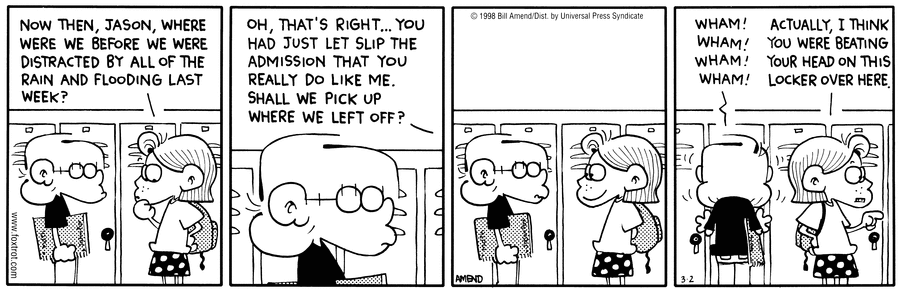 NOW THEN, JASON, WHERE
WERE WE BEFORE WE WERE
DISTRACTED BY ALL OF THE
RAIN AND FLOODING LAST
WEEK?
www.foxtrot.com
OH, THAT'S RIGHT... YOU
HAD JUST LET SLIP THE
ADMISSION THAT YOU
REALLY DO LIKE ME.
SHALL WE PICK UP
WHERE WE LEFT OFF?
© 1998 Bill Amend/Dist. by Universal Press Syndicate
AMEND
WHAM!
WHAM!
WHAM!
WHAM!
ACTUALLY, I THINK
YOU WERE BEATING
YOUR HEAD ON THIS
LOCKER OVER HERE.
3-2